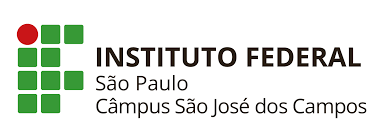 INSTITUTO FEDERAL
São Paulo
Câmpus São José dos Campos